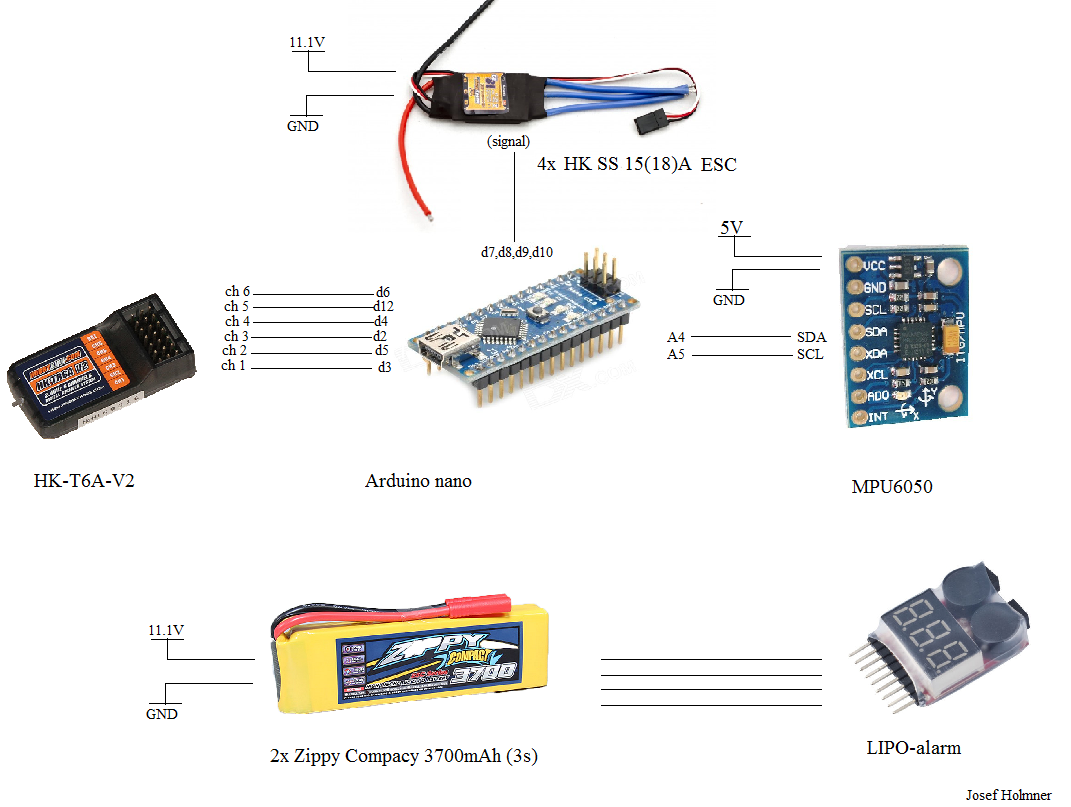 11.1V
GND
(signal)
4x HK SS 15(18)A ESC
d7,d8,d9,d10
5V
GND
ch 6 d6
ch 5 d12
ch 4 d4
ch 3 d2
ch 2 d5
ch 1 d3
A4 SDA
A5 SCL
VCC
GND
SCL
SDA
XDA
XCL
ADO
INT
ITG/MPU
HK-T6A-V2
Arduino nano
MPU6050
11.1V
GND
ZIPPY
COMPACT
3700
2x Zippy Compacy 3700mAh (3s)
LIPO-alarm
Josef Holmner